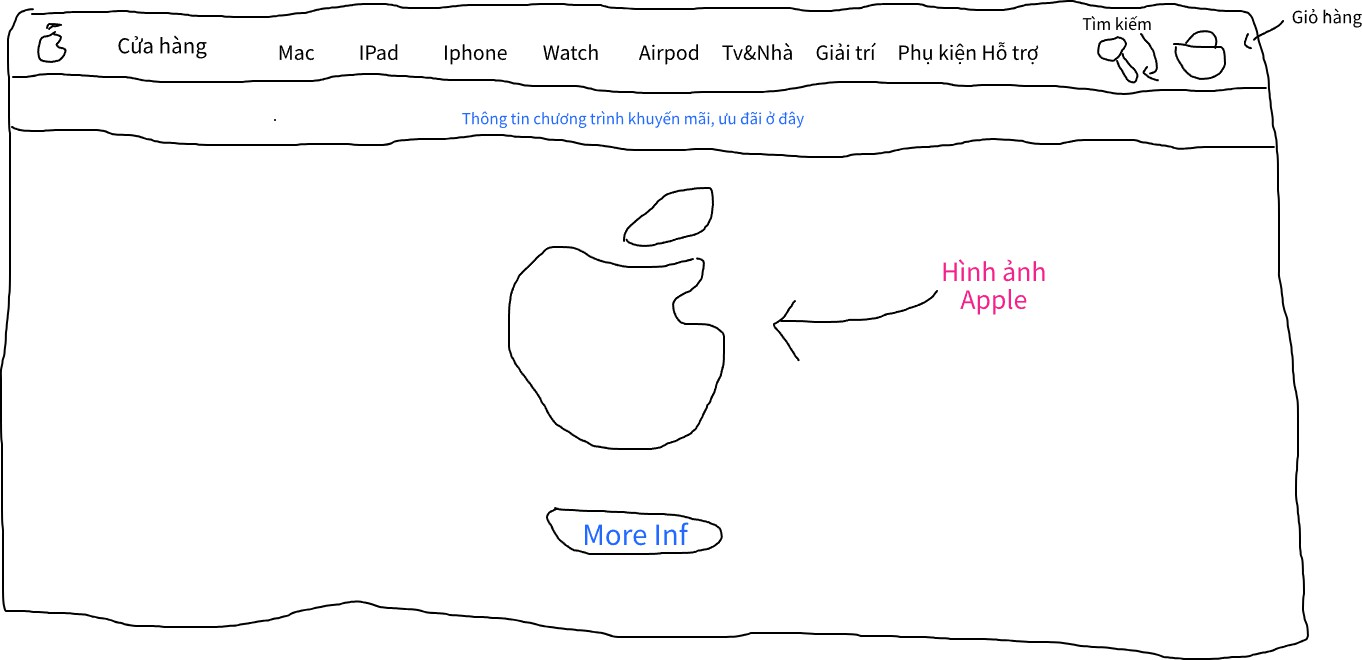 Giỏ hàng
Tìm kiếm
Cửa hàng
Mac IPad Iphone Watch Airpod Tv&Nhà Giải trí Phụ kiện Hỗ trợ
Thông tin chương trình khuyến mãi, ưu đãi ở đây
Hình ảnh
Apple
More Inf